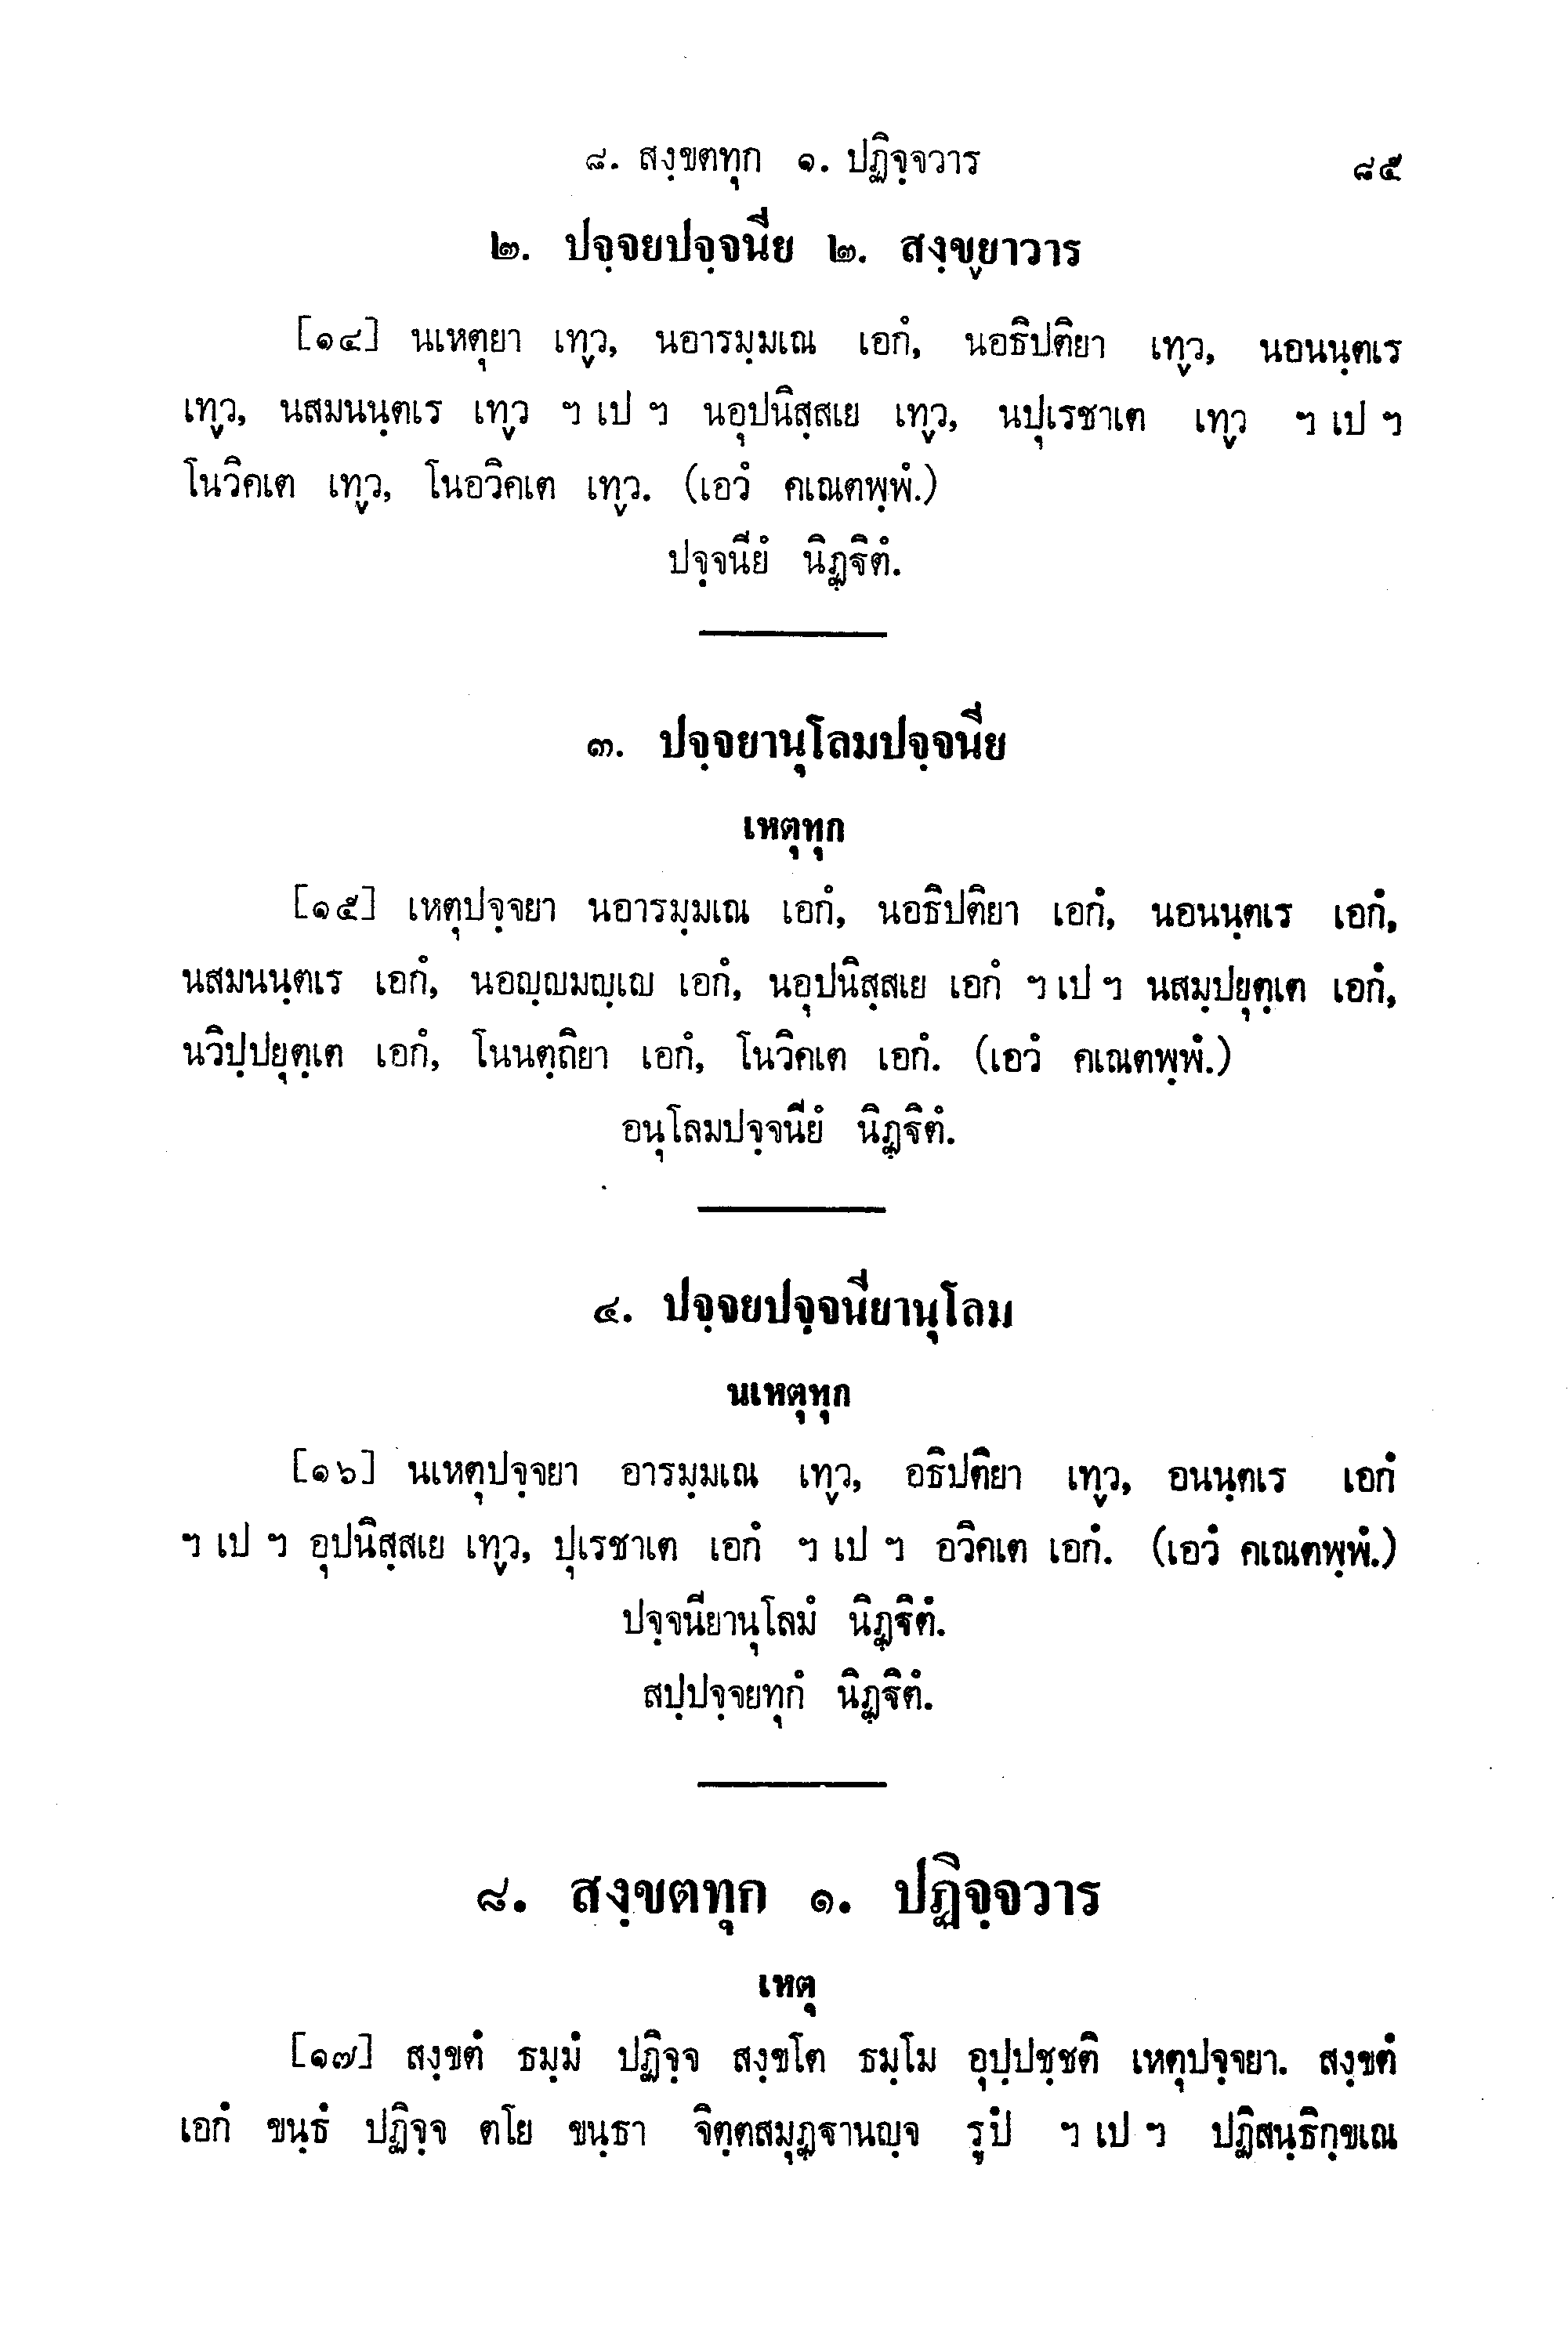 ๘. สงฺขตทุก ๑. ปฏิจฺจวาร ๘๕
๒. ปจฺจยปจฺจนีย ๒. สงฺขฺยาวาร
[๑๔] นเหตุยา เทฺว, นอารมฺมเณ เอกํ, นอธิปติยา เทฺว, นอนนฺตเร
เทฺว, นสมนนฺตเร เทฺว ฯ เป ฯ นอุปนิสฺสเย เทฺว, นปุเรชาเต เทฺว ฯ เป ฯ
โนวิคเต เทฺว, โนอวิคเต เทฺว. (เอวํ คเณตพฺพํ.)
ปจฺจนียํ นิฏฺฐิตํ.
๓. ปจฺจยานุโลมปจฺจนีย
เหตุทุก
[๑๕] เหตุปจฺจยา นอารมฺมเณ เอกํ, นอธิปติยา เอกํ, นอนนฺตเร เอกํ,
นสมนนฺตเร เอกํ, นอญฺญมญฺเญ เอกํ, นอุปนิสฺสเย เอกํ ฯ เป ฯ นสมฺปยุตฺเต เอกํ,
นวิปฺปยุตฺเต เอกํ, โนนตฺถิยา เอกํ, โนวิคเต เอกํ. (เอวํ คเณตพฺพํ.)
อนุโลมปจฺจนียํ นิฏฺฐิตํ.
๔. ปจฺจยปจฺจนียานุโลม
นเหตุทุก
[๑๖] นเหตุปจฺจยา อารมฺมเณ เทฺว, อธิปติยา เทฺว, อนนฺตเร เอกํ
ฯ เป ฯ อุปนิสฺสเย เทฺว, ปุเรชาเต เอกํ ฯ เป ฯ อวิคเต เอกํ. (เอวํ คเณตพฺพํ.)
ปจฺจนียานุโลมํ นิฏฺฐิตํ.
สปฺปจฺจยทุกํ นิฏฺฐิตํ.
๘. สงฺขตทุก ๑. ปฏิจฺจวาร
เหตุ
[๑๗] สงฺขตํ ธมฺมํ ปฏิจฺจ สงฺขโต ธมฺโม อุปฺปชฺชติ เหตุปจฺจยา. สงฺขตํ
เอกํ ขนฺธํ ปฏิจฺจ ตโย ขนฺธา จิตฺตสมุฏฺฐานญฺจ รูปํ ฯ เป ฯ ปฏิสนฺธิกฺขเณ